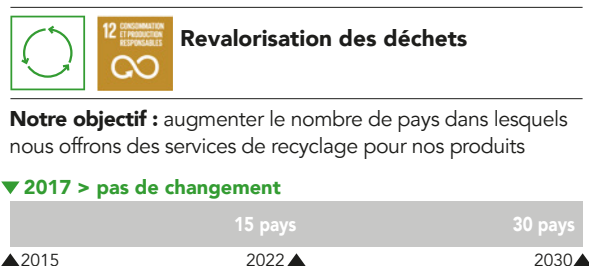 12 CONSOMMATION
ET PRODUCTION
RESPONSABLES
Revalorisation des déchets
Notre objectif : augmenter le nombre de pays dans lesquels
nous offrons des services de recyclage pour nos produits
▼ 2017 > pas de changement
15 pays 30 pays
▲2015 2022▲ 2030▲